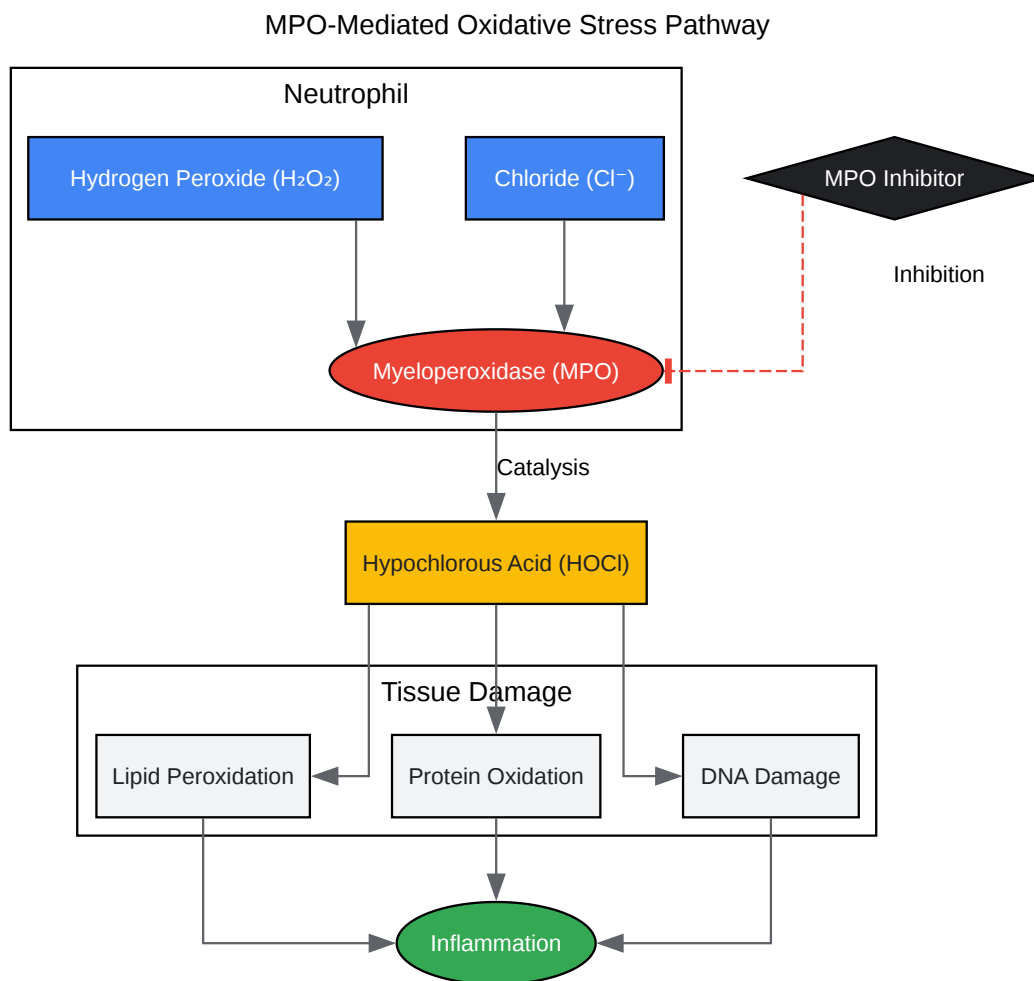 MPO-Mediated Oxidative Stress Pathway
Neutrophil
Hydrogen Peroxide (H₂O₂)
Chloride (Cl⁻)
MPO Inhibitor
Inhibition
Myeloperoxidase (MPO)
Catalysis
Hypochlorous Acid (HOCl)
Tissue Damage
Lipid Peroxidation
Protein Oxidation
DNA Damage
Inflammation